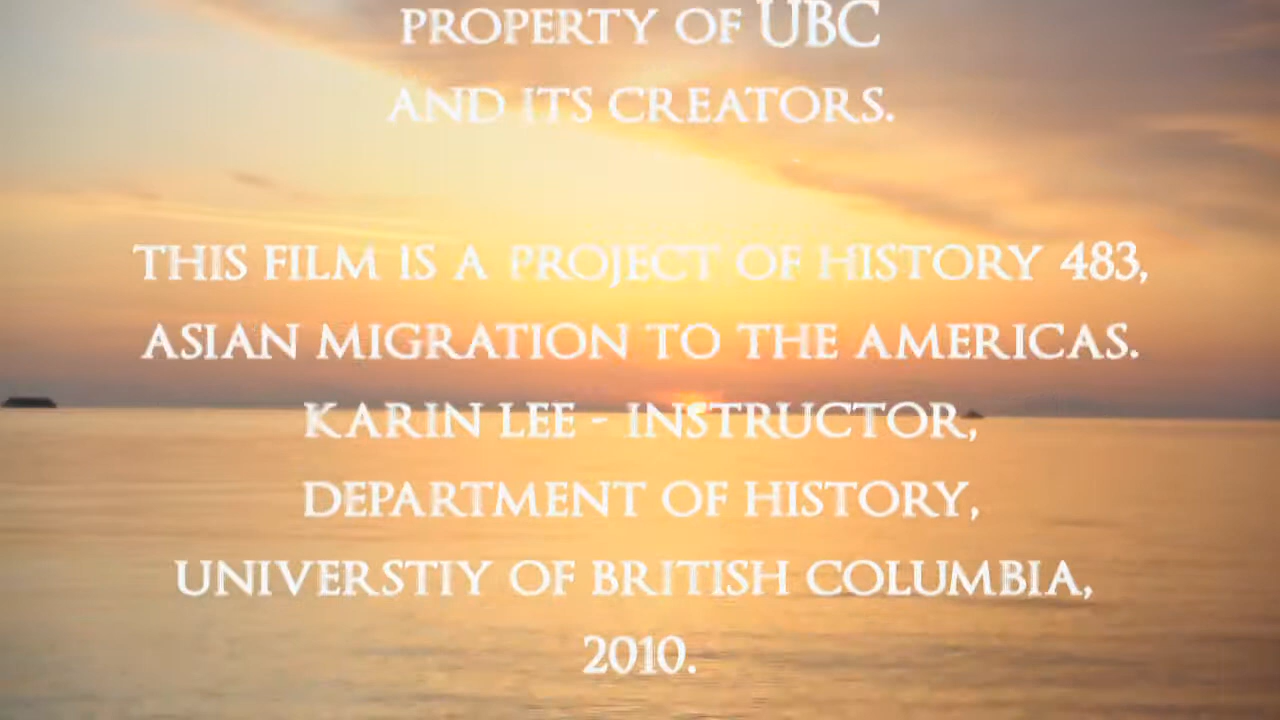 PROPERTY OF UBC
AND ITS CREATORS.
THIS FILM IS A PROJECT OF HISTORY 483,
ASIAN MIGRATION TO THE AMERICAS.
KARIN LEE - INSTRUCTOR,
DEPARTMENT OF HISTORY,
UNIVERSTIY OF BRITISH COLUMBIA,
2010.